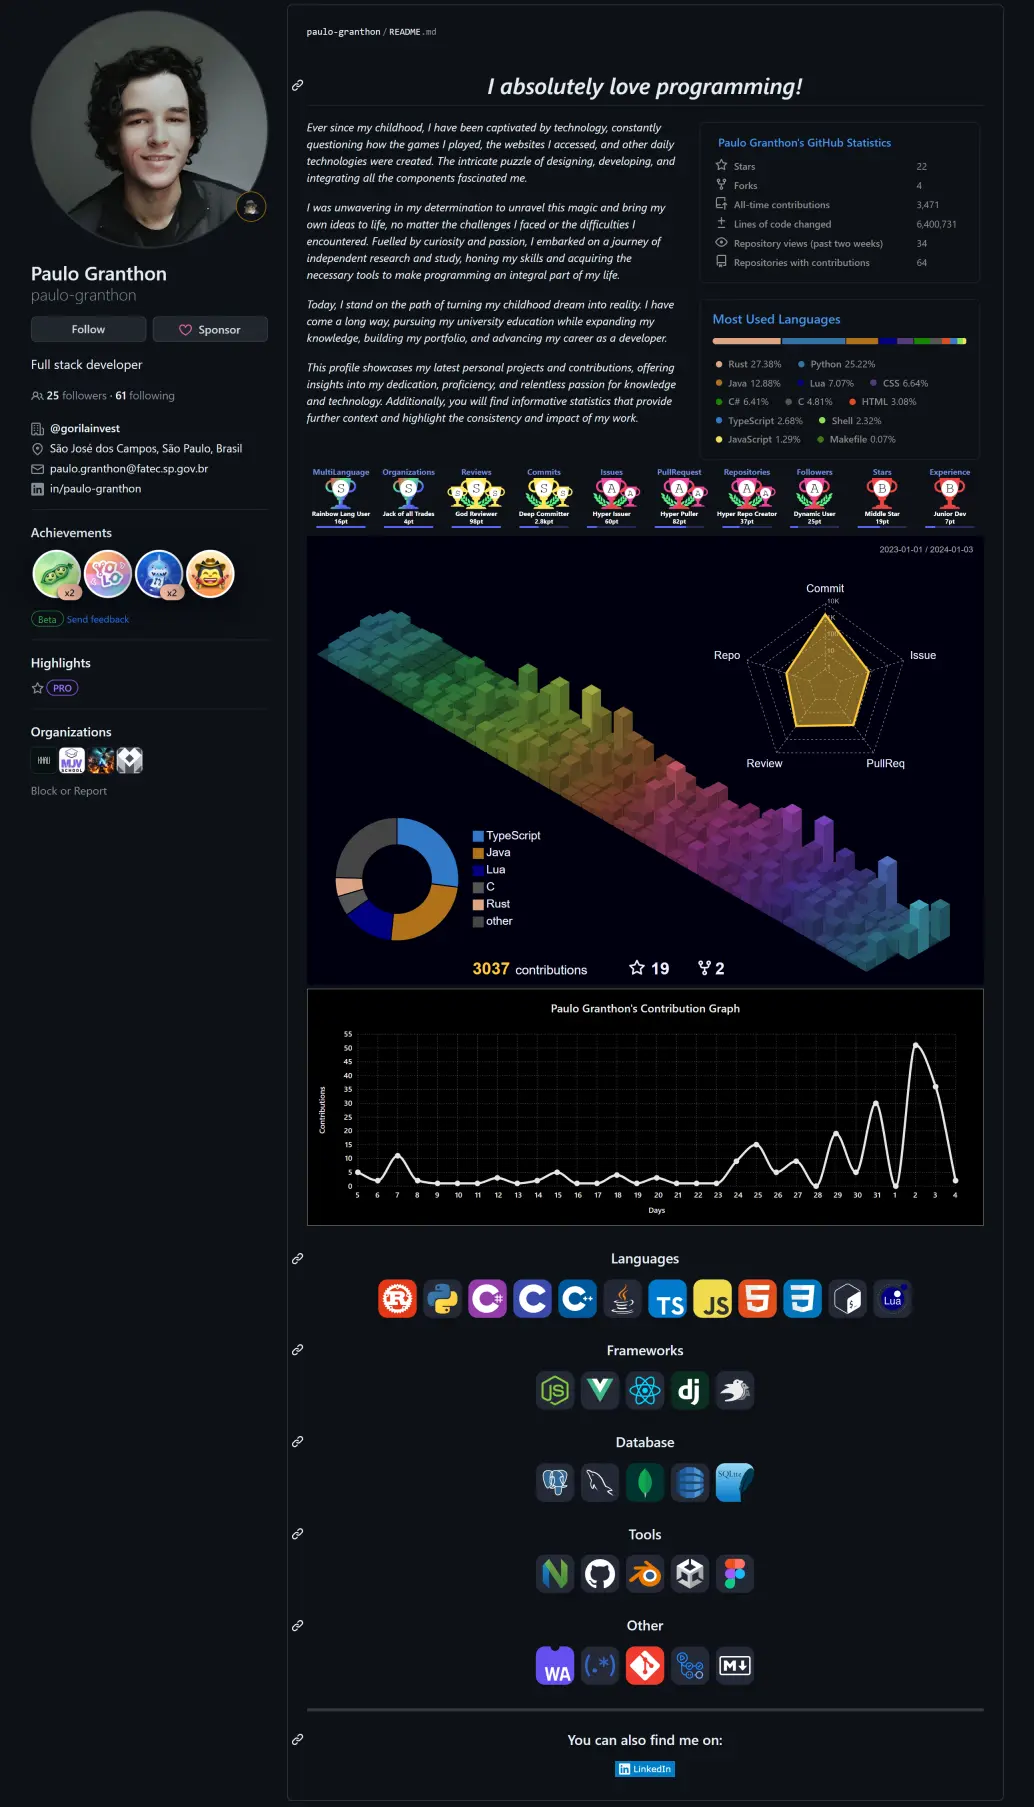 Paulo Granthon
paulo-granthon
Follow
Sponsor
Full stack developer
25 followers · 61 following
@gorilainvest
São José dos Campos, São Paulo, Brasil
paulo.granthon@fatec.sp.gov.br
in/paulo-granthon
Achievements
x2
YOLO
x2
Beta Send feedback
Highlights
PRO
Organizations
MJV
SCHOOL
Block or Report
paulo-granthon / README.md
I absolutely love programming!
Ever since my childhood, I have been captivated by technology, constantly
questioning how the games I played, the websites I accessed, and other daily
technologies were created. The intricate puzzle of designing, developing, and
integrating all the components fascinated me.
I was unwavering in my determination to unravel this magic and bring my
own ideas to life, no matter the challenges I faced or the difficulties I
encountered. Fuelled by curiosity and passion, I embarked on a journey of
independent research and study, honing my skills and acquiring the
necessary tools to make programming an integral part of my life.
Today, I stand on the path of turning my childhood dream into reality. I have
come a long way, pursuing my university education while expanding my
knowledge, building my portfolio, and advancing my career as a developer.
This profile showcases my latest personal projects and contributions, offering
insights into my dedication, proficiency, and relentless passion for knowledge
and technology. Additionally, you will find informative statistics that provide
further context and highlight the consistency and impact of my work.
Paulo Granthon's GitHub Statistics
Stars 22
Forks 4
All-time contributions 3,471
Lines of code changed 6,400,731
Repository views (past two weeks) 34
Repositories with contributions 64
Most Used Languages
Rust 27.38% Python 25.22%
Java 12.88% Lua 7.07% CSS 6.64%
C# 6.41% C 4.81% HTML 3.08%
TypeScript 2.68% Shell 2.32%
JavaScript 1.29% Makefile 0.07%
MultiLanguage Organizations Reviews Commits Issues PullRequest Repositories Followers Stars Experience
S S S S S S S S A A A A A A A B B
Rainbow Lang User Jack of all Trades God Reviewer Deep Committer Hyper Issuer Hyper Puller Hyper Repo Creator Dynamic User Middle Star Junior Dev
16pt 4pt 98pt 2.8kpt 60pt 82pt 37pt 25pt 19pt 7pt
2023-01-01 / 2024-01-03
Commit
10K
1K
100
10
1
Repo
Issue
Review
PullReq
TypeScript
Java
Lua
C
Rust
other
3037 contributions 19 2
Paulo Granthon's Contribution Graph
55
50
45
40
35
30
25
20
15
10
5
0
Contributions
5 6 7 8 9 10 11 12 13 14 15 16 17 18 19 20 21 22 23 24 25 26 27 28 29 30 31 1 2 3 4
Days
Languages
R C# C C++ TS JS 5 3 $_ Lua
Frameworks
JS dj
Database
SQLite
Tools
Other
WA (.*) M
You can also find me on:
in LinkedIn